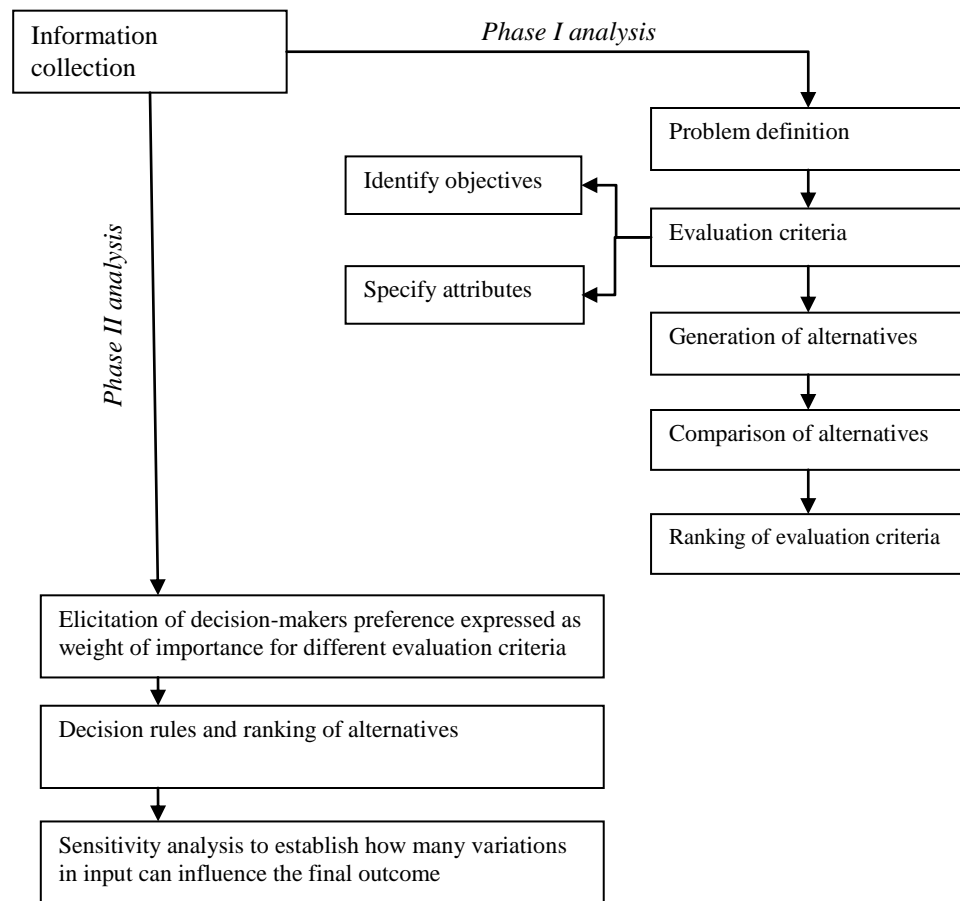 Information
collection
Phase I analysis
Problem definition
Identify objectives
Evaluation criteria
Specify attributes
Generation of alternatives
Comparison of alternatives
Ranking of evaluation criteria
Phase II analysis
Elicitation of decision-makers preference expressed as
weight of importance for different evaluation criteria
Decision rules and ranking of alternatives
Sensitivity analysis to establish how many variations
in input can influence the final outcome